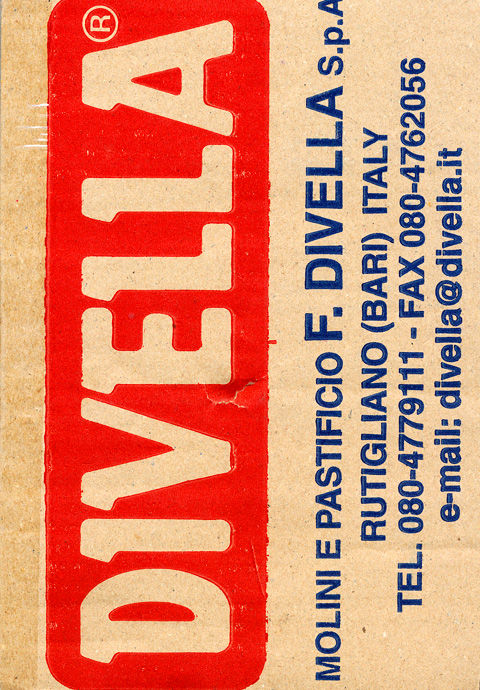 DIVELLA®
MOLINI E PASTIFICIO F. DIVELLA s.p.A
RUTIGLIANO (BARI) ITALY
TEL. 080-4779111 - FAX 080-4762056
e-mail: divella@divella.it